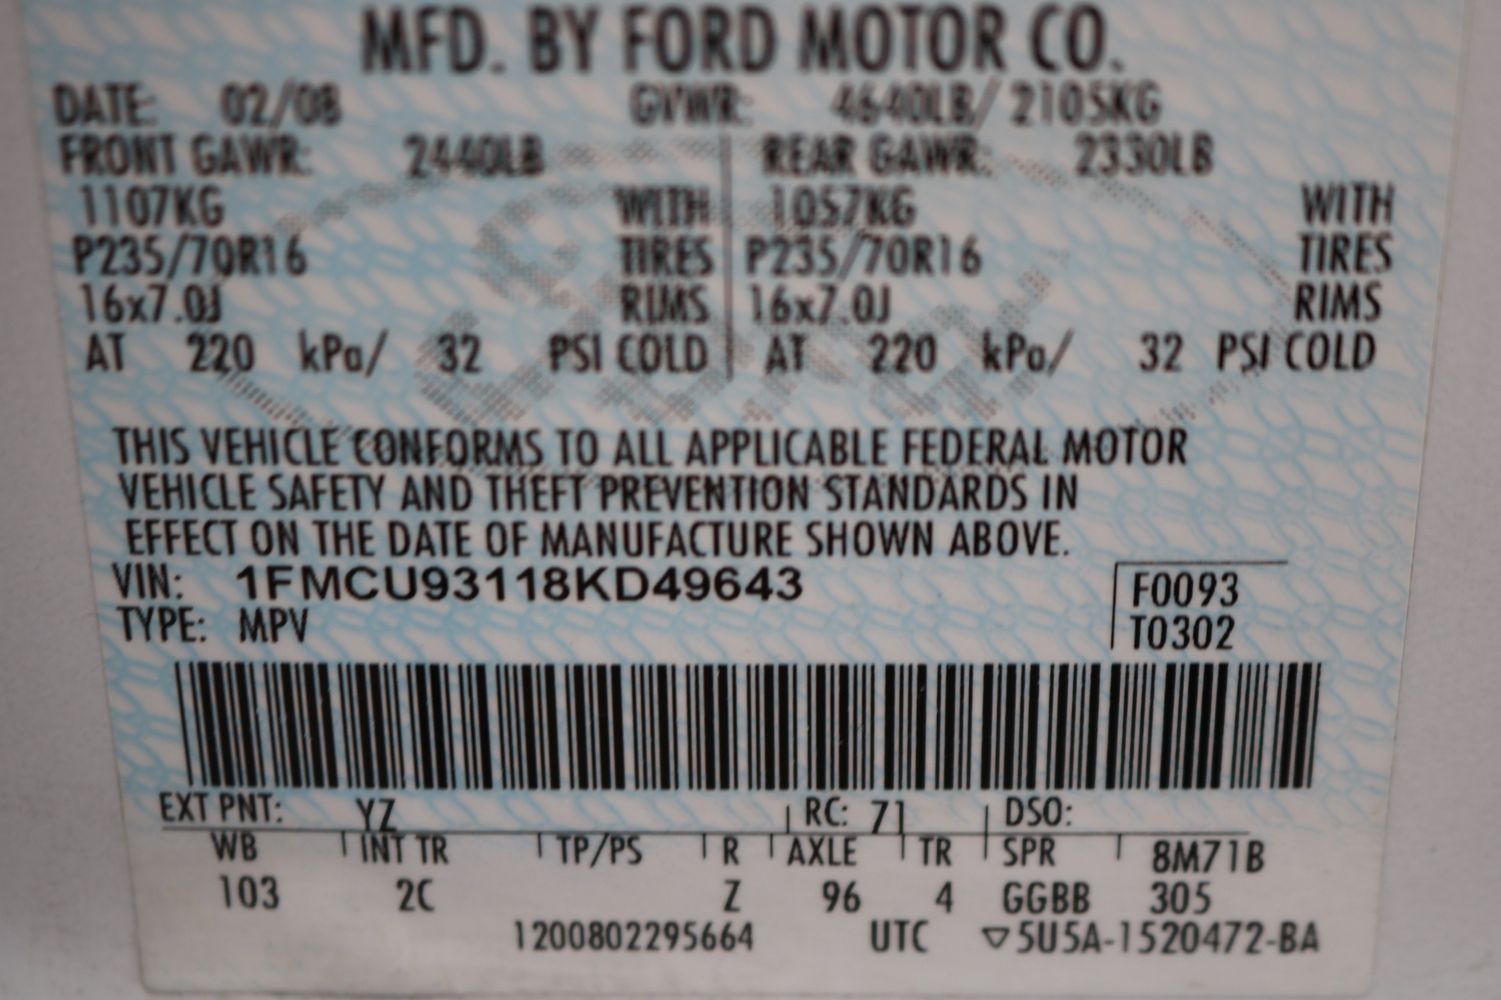 MFD. BY FORD MOTOR CO.
DATE: 02/08 GVWR: 4640LB/ 2105KG
FRONT GAWR: 2440LB REAR GAWR: 2330LB
1107KG WITH 1057KG WITH
P235/70R16 TIRES P235/70R16 TIRES
16x7.0J RIMS 16x7.0J RIMS
AT 220 kPa/ 32 PSI COLD AT 220 kPa/ 32 PSI COLD
THIS VEHICLE CONFORMS TO ALL APPLICABLE FEDERAL MOTOR
VEHICLE SAFETY AND THEFT PREVENTION STANDARDS IN
EFFECT ON THE DATE OF MANUFACTURE SHOWN ABOVE.
VIN: 1FMCU93118KD49643 F0093
TYPE: MPV T0302
EXT PNT: YZ RC: 71 DSO:
WB INT TR TP/PS R AXLE TR SPR 8M71B
103 2C Z 96 4 GGBB 305
1200802295664 UTC ▽5U5A-1520472-BA